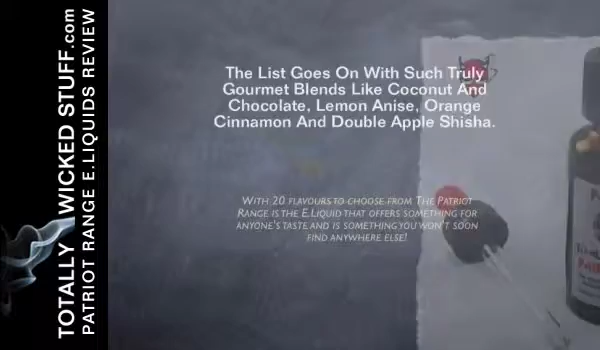 TOTALLY WICKED STUFF.com
PATRIOT RANGE E.LIQUIDS REVIEW
The List Goes On With Such Truly
Gourmet Blends Like Coconut And
Chocolate, Lemon Anise, Orange
Cinnamon And Double Apple Shisha.
WITH 20 FLAVOURS TO CHOOSE FROM THE PATRIOT
RANGE IS THE E.LIQUID THAT OFFERS SOMETHING FOR
ANYONE'S TASTE AND IS SOMETHING YOU WON'T SOON
FIND ANYWHERE ELSE!